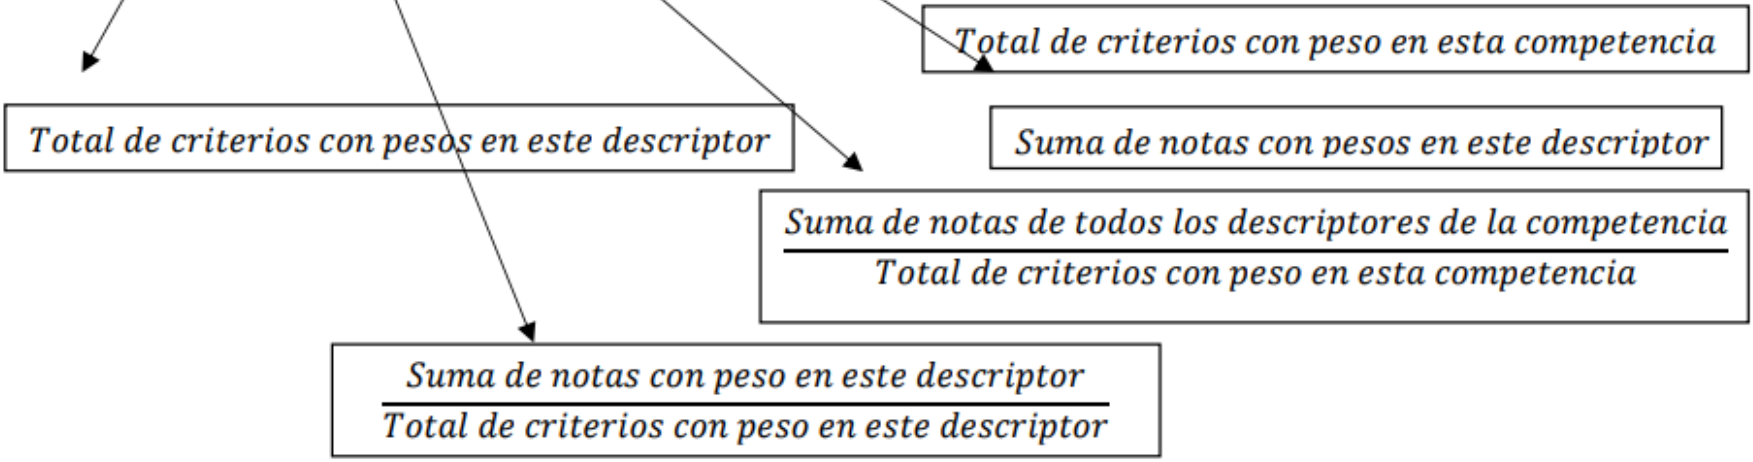 Total de criterios con peso en esta competencia
Total de criterios con pesos en este descriptor
Suma de notas con pesos en este descriptor
Suma de notas de todos los descriptores de la competencia
Total de criterios con peso en esta competencia
Suma de notas con peso en este descriptor
Total de criterios con peso en este descriptor